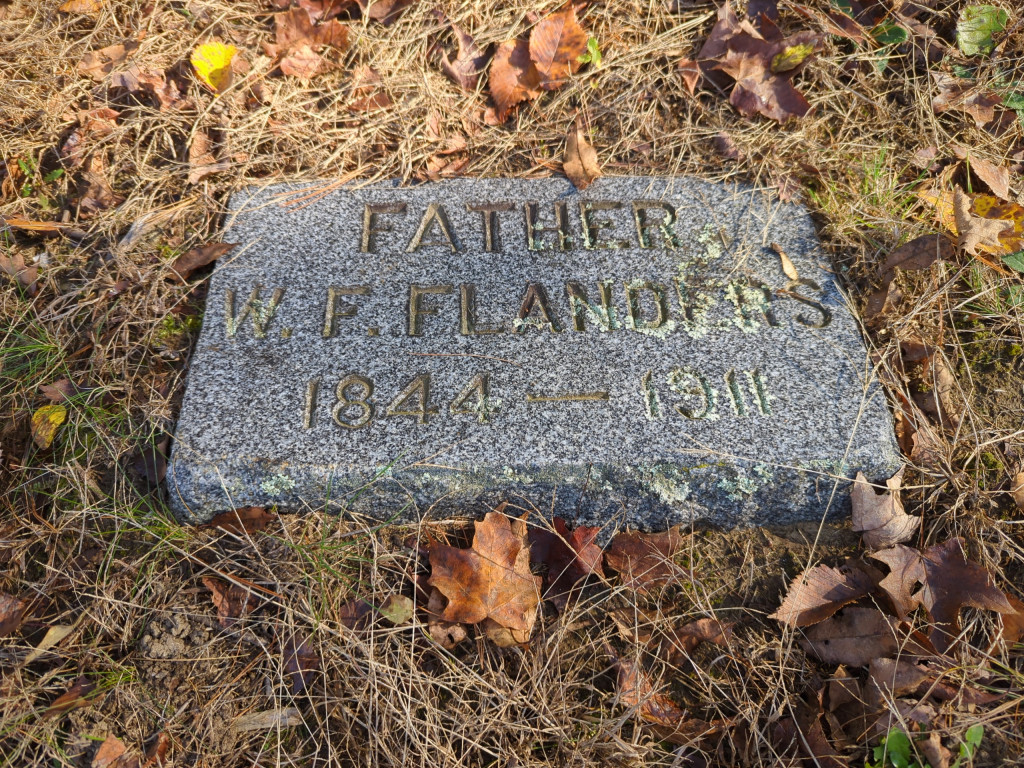 FATHER
W. F. FLANDERS
1844 — 1911